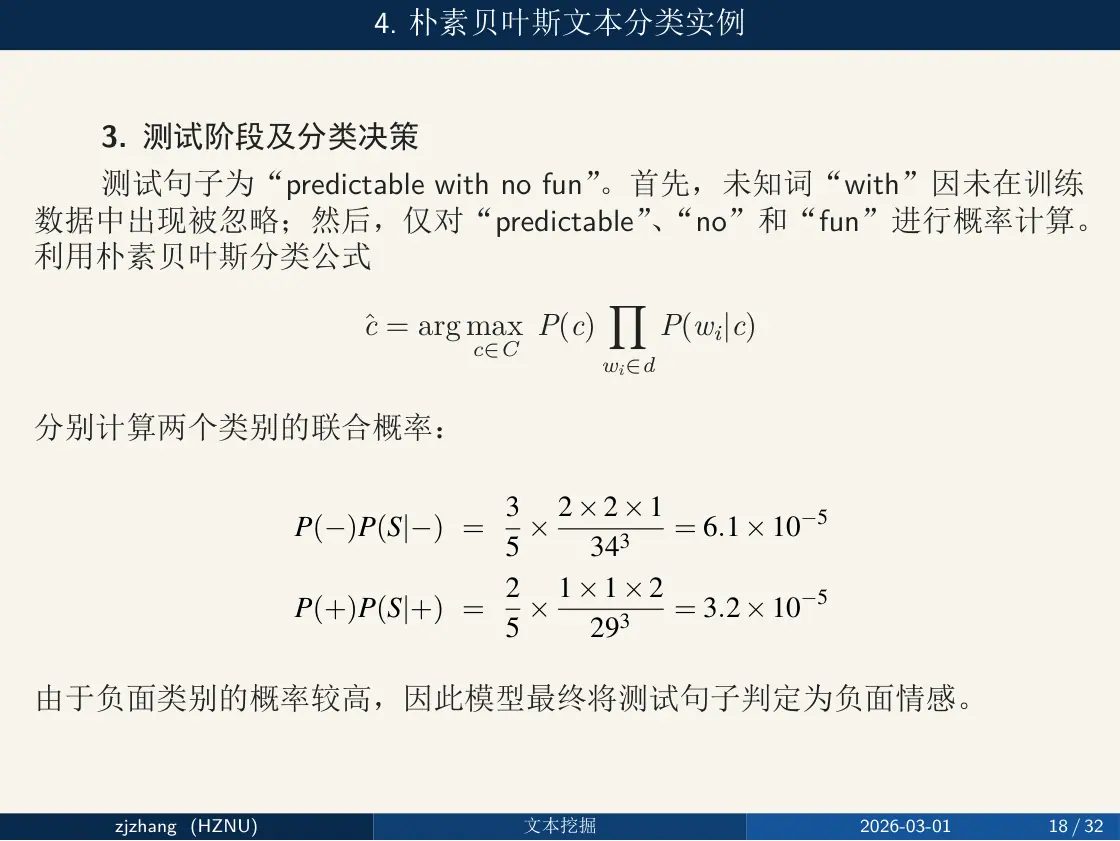 4. 朴素贝叶斯文本分类实例
3. 测试阶段及分类决策
测试句子为“predictable with no fun”。首先，未知词“with”因未在训练
数据中出现被忽略；然后，仅对“predictable”、“no”和“fun”进行概率计算。
利用朴素贝叶斯分类公式
ĉ = arg max_{c∈C} P(c) ∏_{w_i∈d} P(w_i|c)
分别计算两个类别的联合概率：
P(−)P(S|−) = 3/5 × (2 × 2 × 1)/34³ = 6.1 × 10⁻⁵
P(+)P(S|+) = 2/5 × (1 × 1 × 2)/29³ = 3.2 × 10⁻⁵
由于负面类别的概率较高，因此模型最终将测试句子判定为负面情感。
zjzhang (HZNU) 文本挖掘 2026-03-01 18 / 32